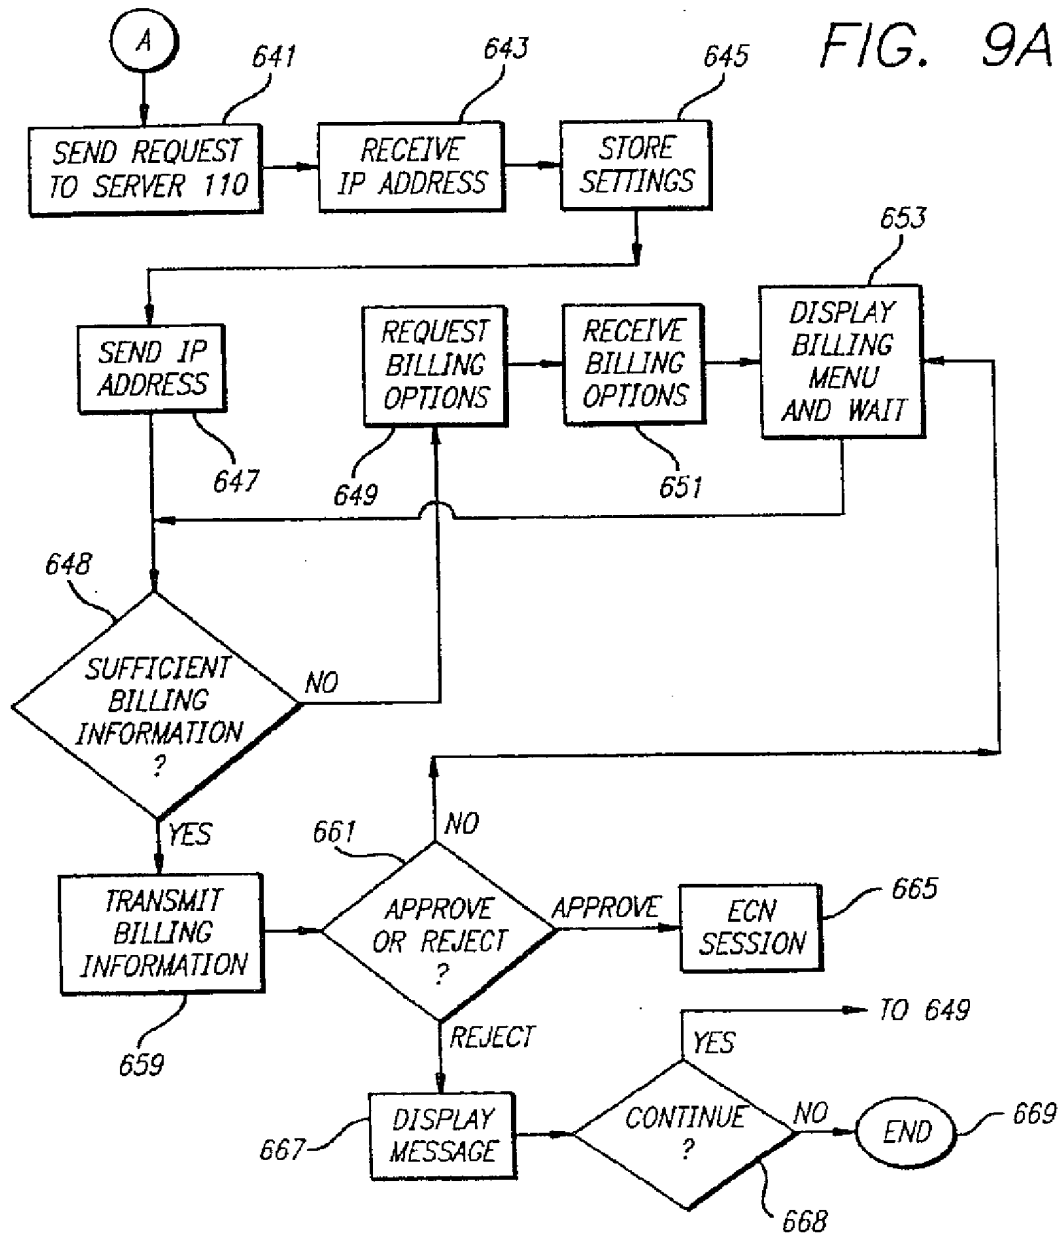 FIG. 9A
A
641
643
645
SEND REQUEST
TO SERVER 110
RECEIVE
IP ADDRESS
STORE
SETTINGS
653
SEND IP
ADDRESS
REQUEST
BILLING
OPTIONS
RECEIVE
BILLING
OPTIONS
DISPLAY
BILLING
MENU
AND WAIT
647
649
651
648
SUFFICIENT
BILLING
INFORMATION
?
NO
YES
661
NO
TRANSMIT
BILLING
INFORMATION
APPROVE
OR REJECT
?
APPROVE
ECN
SESSION
665
659
REJECT
YES
TO 649
667
DISPLAY
MESSAGE
CONTINUE
?
NO
END
669
668